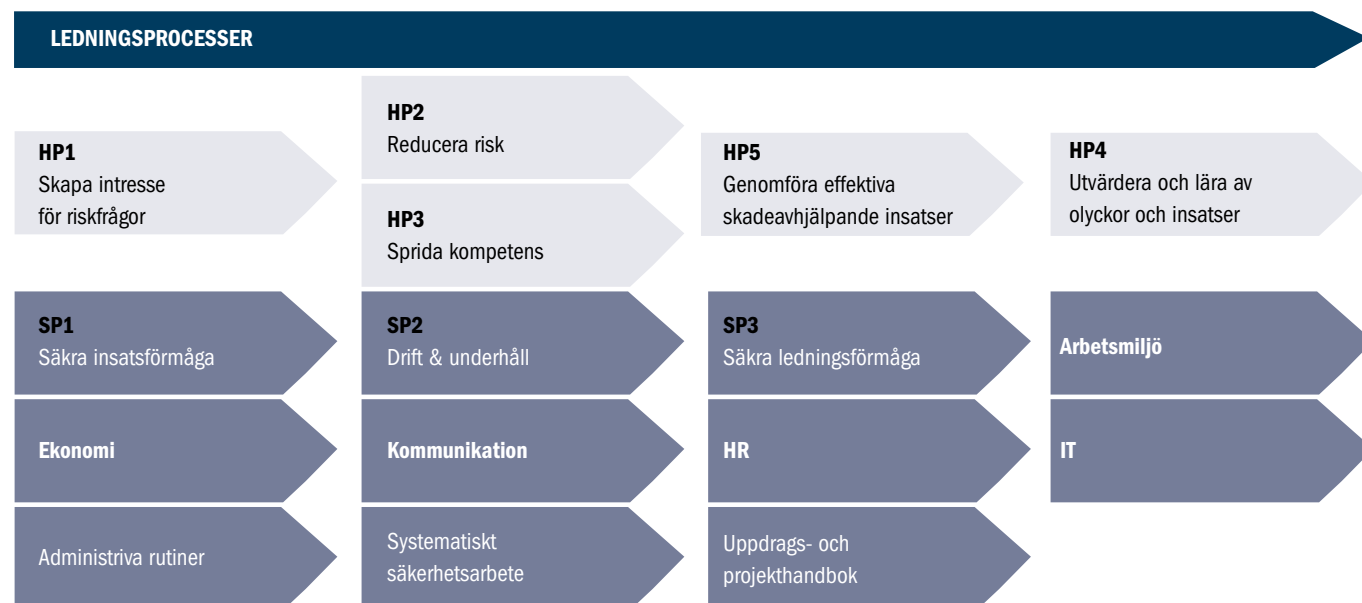 LEDNINGSPROCESSER
HP1
Skapa intresse
för riskfrågor
HP2
Reducera risk
HP3
Sprida kompetens
HP5
Genomföra effektiva
skadeavhjälpande insatser
HP4
Utvärdera och lära av
olyckor och insatser
SP1
Säkra insatsförmåga
SP2
Drift & underhåll
SP3
Säkra ledningsförmåga
Arbetsmiljö
Ekonomi
Kommunikation
HR
IT
Administriva rutiner
Systematiskt
säkerhetsarbete
Uppdrags- och
projekthandbok